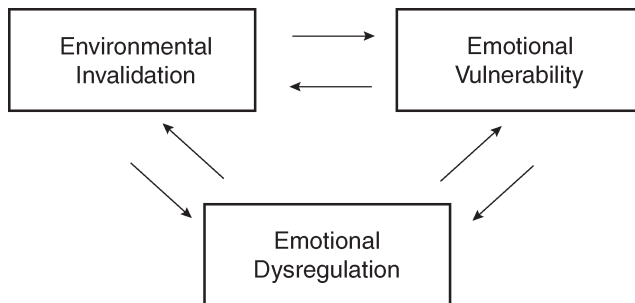 Environmental
Invalidation
Emotional
Vulnerability
Emotional
Dysregulation